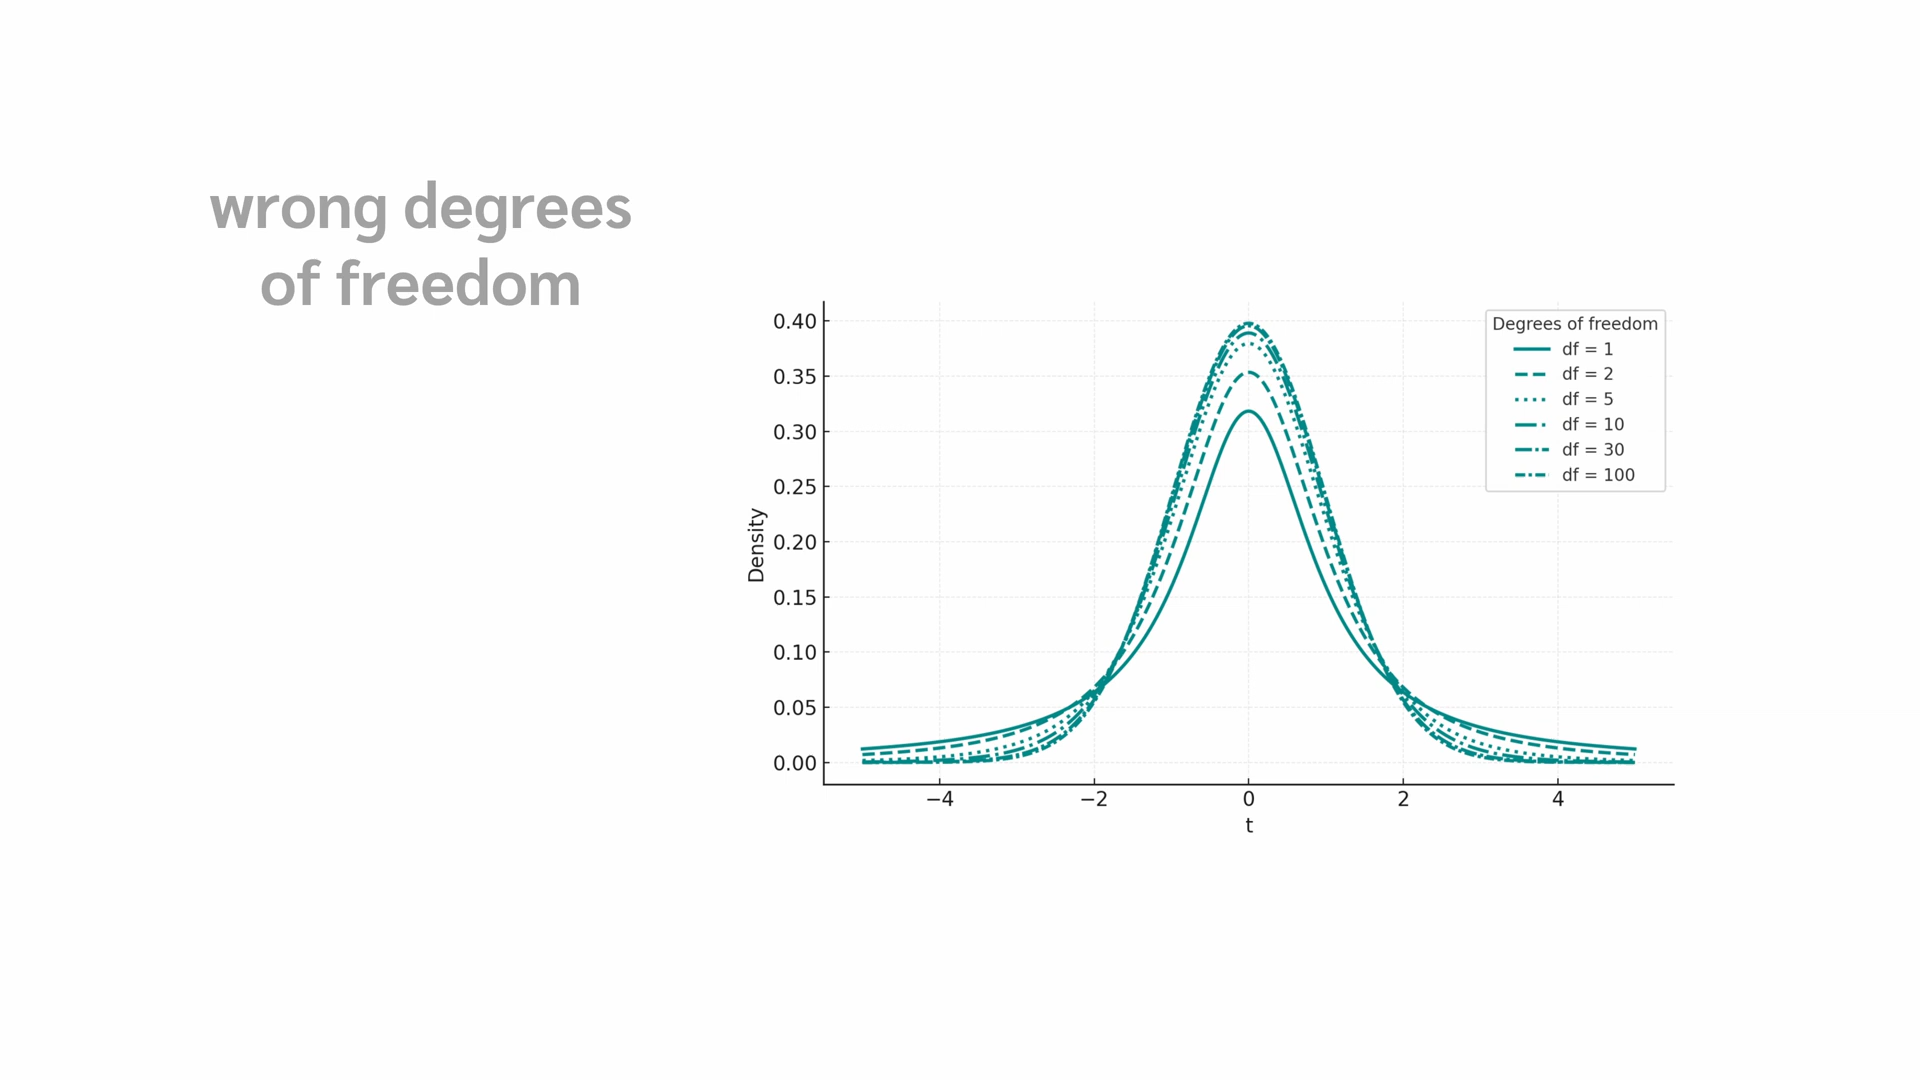 wrong degrees
of freedom
0.40
0.35
0.30
0.25
0.20
0.15
0.10
0.05
0.00
Density
−4
−2
0
2
4
t
Degrees of freedom
df = 1
df = 2
df = 5
df = 10
df = 30
df = 100